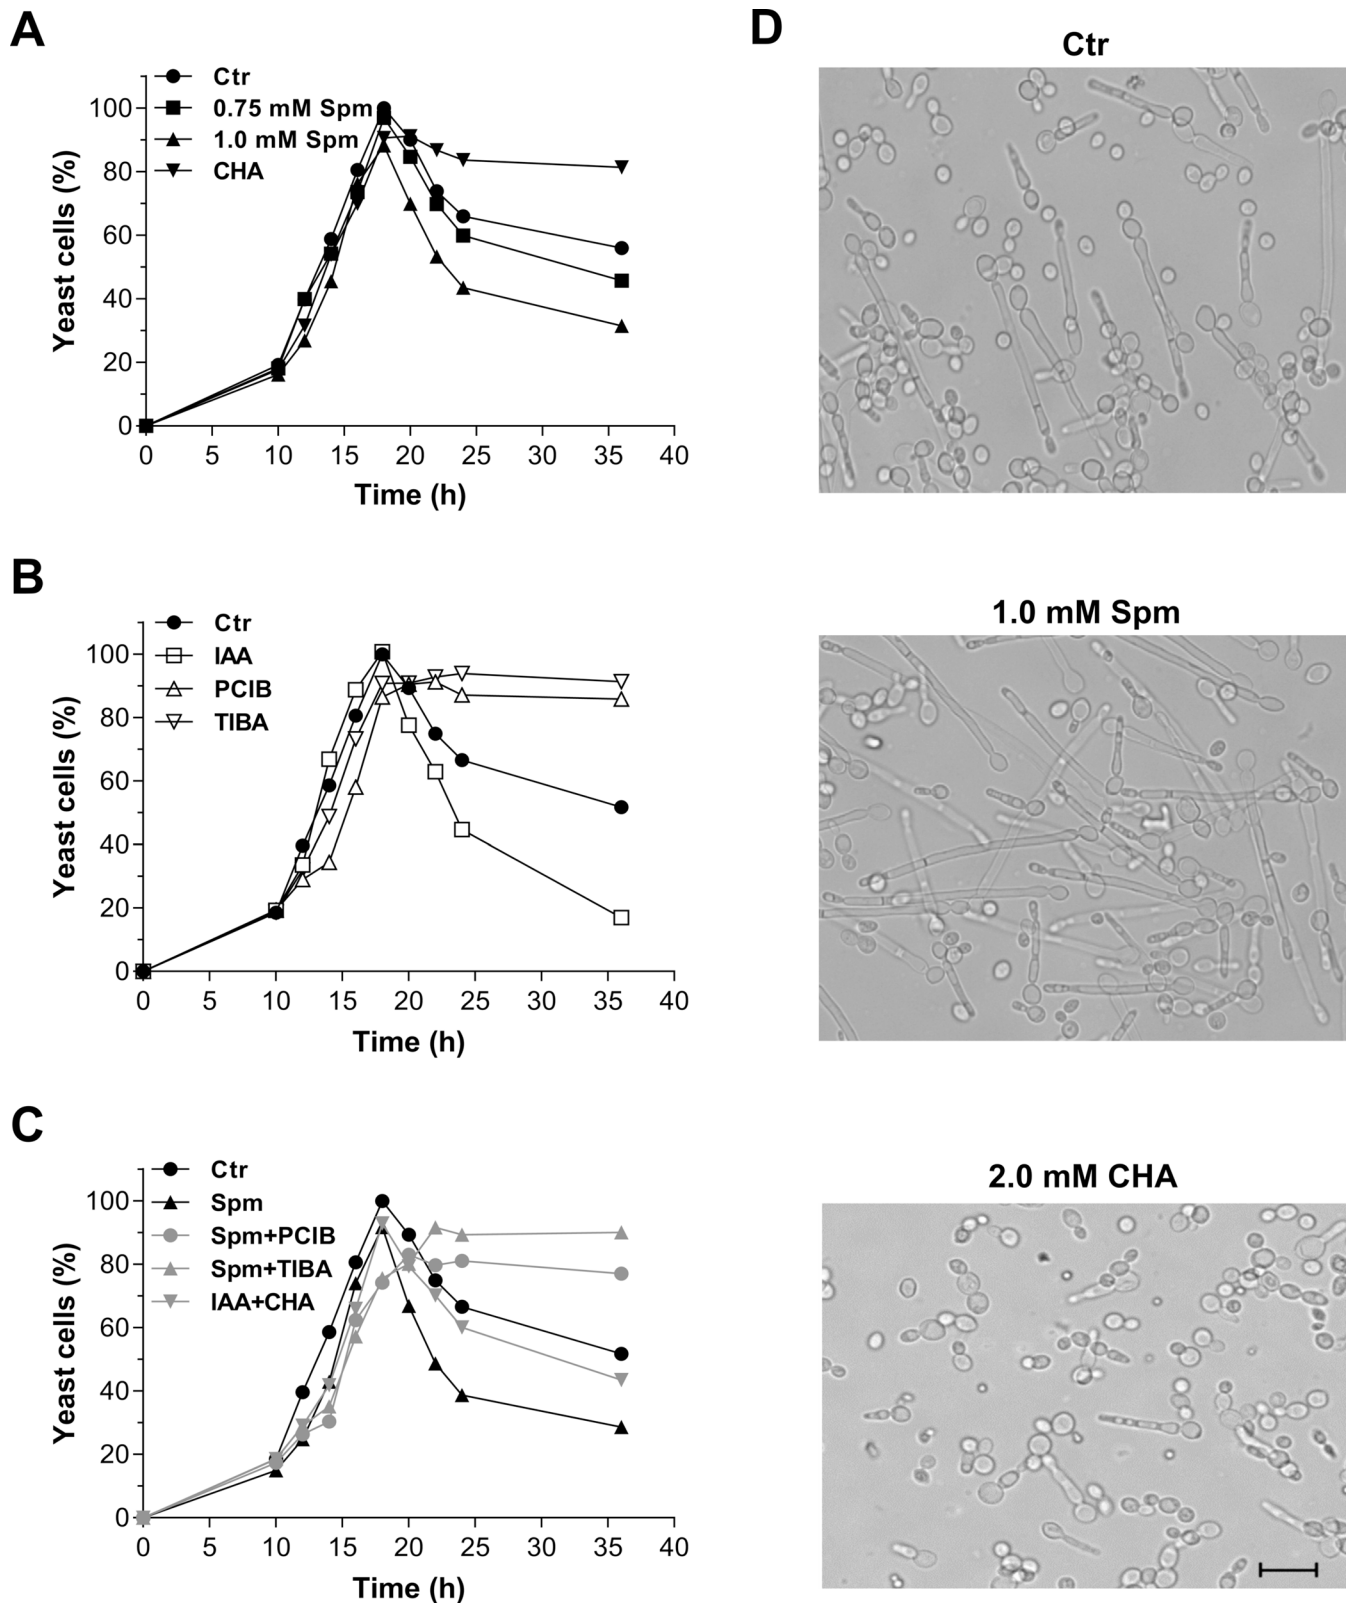 A
Ctr
0.75 mM Spm
1.0 mM Spm
CHA
100
80
60
40
20
0
Yeast cells (%)
0 5 10 15 20 25 30 35 40
Time (h)
B
Ctr
IAA
PCIB
TIBA
100
80
60
40
20
0
Yeast cells (%)
0 5 10 15 20 25 30 35 40
Time (h)
C
Ctr
Spm
Spm+PCIB
Spm+TIBA
IAA+CHA
100
80
60
40
20
0
Yeast cells (%)
0 5 10 15 20 25 30 35 40
Time (h)
D
Ctr
1.0 mM Spm
2.0 mM CHA